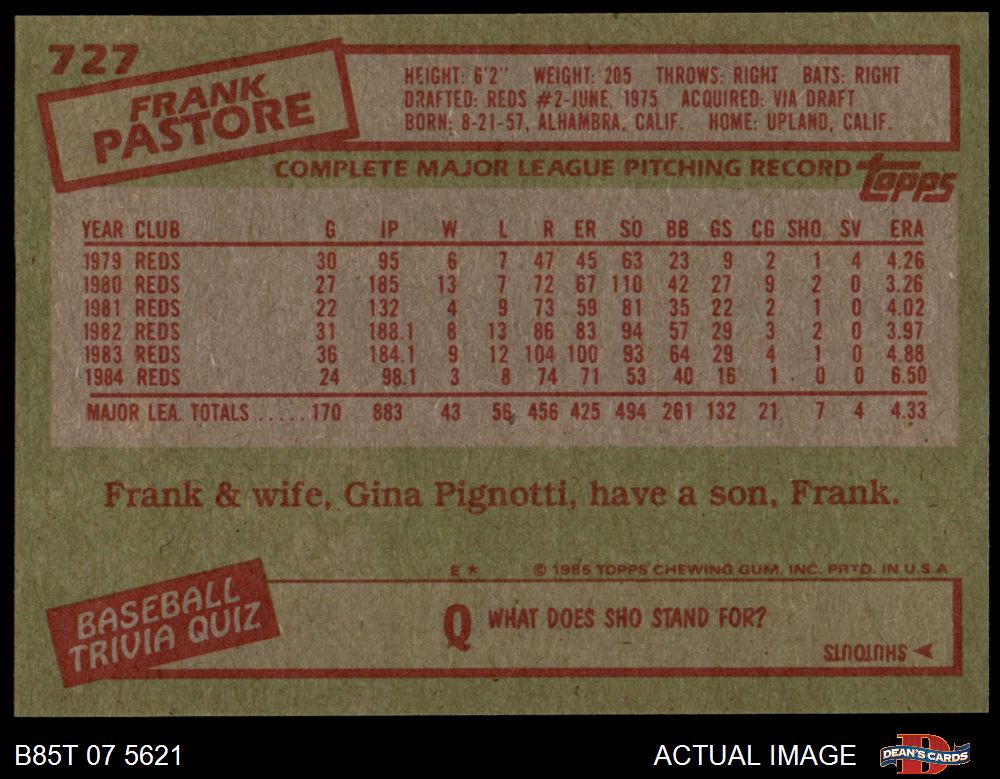 727
FRANK
PASTORE
HEIGHT: 6'2" WEIGHT: 205 THROWS: RIGHT BATS: RIGHT
DRAFTED: REDS #2-JUNE, 1975 ACQUIRED: VIA DRAFT
BORN: 8-21-57, ALHAMBRA, CALIF. HOME: UPLAND, CALIF.
COMPLETE MAJOR LEAGUE PITCHING RECORD topps
YEAR CLUB G IP W L R ER SO BB GS CG SHO SV ERA
1979 REDS 30 95 6 7 47 45 63 23 9 2 1 4 4.26
1980 REDS 27 185 13 7 72 67 110 42 27 9 2 0 3.26
1981 REDS 22 132 4 9 73 59 81 35 22 2 1 0 4.02
1982 REDS 31 188.1 8 13 86 83 94 57 29 3 2 0 3.97
1983 REDS 36 184.1 9 12 104 100 93 64 29 4 1 0 4.88
1984 REDS 24 98.1 3 8 74 71 53 40 16 1 0 0 6.50
MAJOR LEA. TOTALS ..... 170 883 43 56 456 425 494 261 132 21 7 4 4.33
Frank & wife, Gina Pignotti, have a son, Frank.
E * © 1985 TOPPS CHEWING GUM, INC. PRTD. IN U.S.A
BASEBALL
TRIVIA QUIZ
Q WHAT DOES SHO STAND FOR?
SHUTOUTS
B85T 07 5621 ACTUAL IMAGE DEAN'S CARDS